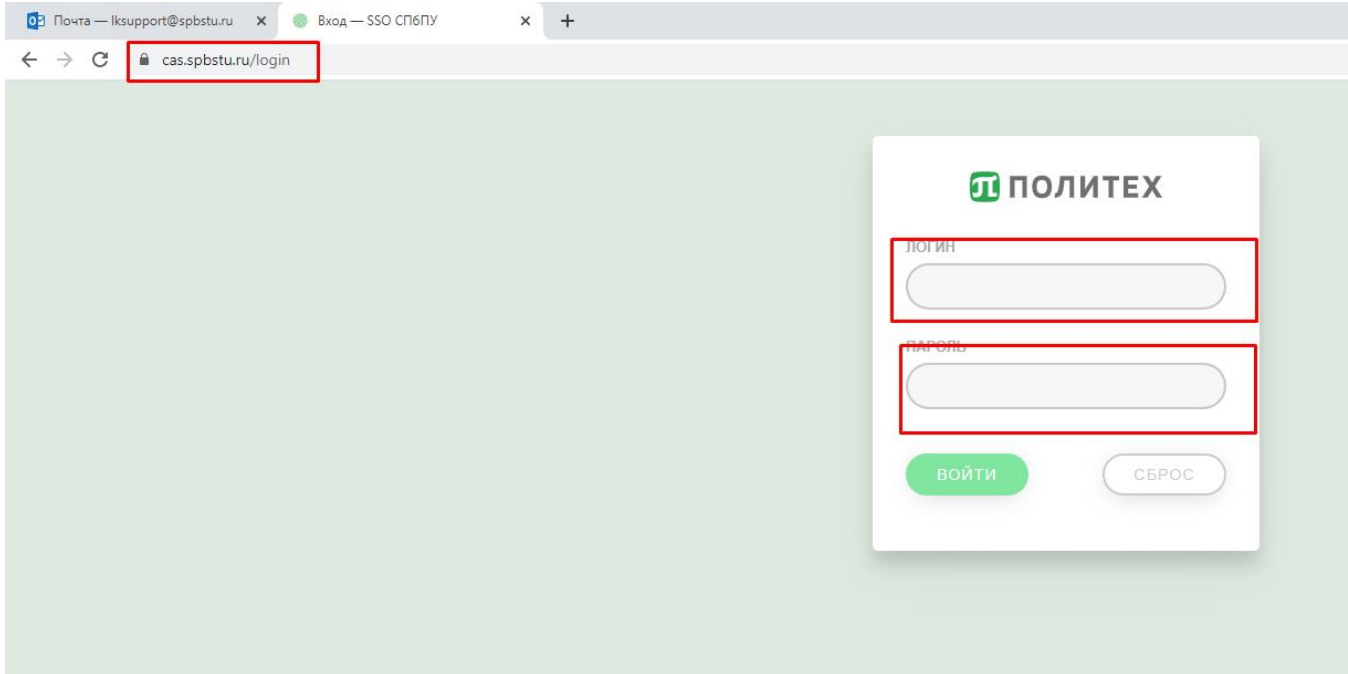 Почта — lksupport@spbstu.ru
Вход — SSO СПбПУ
cas.spbstu.ru/login
ПОЛИТЕХ
ЛОГИН
ПАРОЛЬ
ВОЙТИ
СБРОС